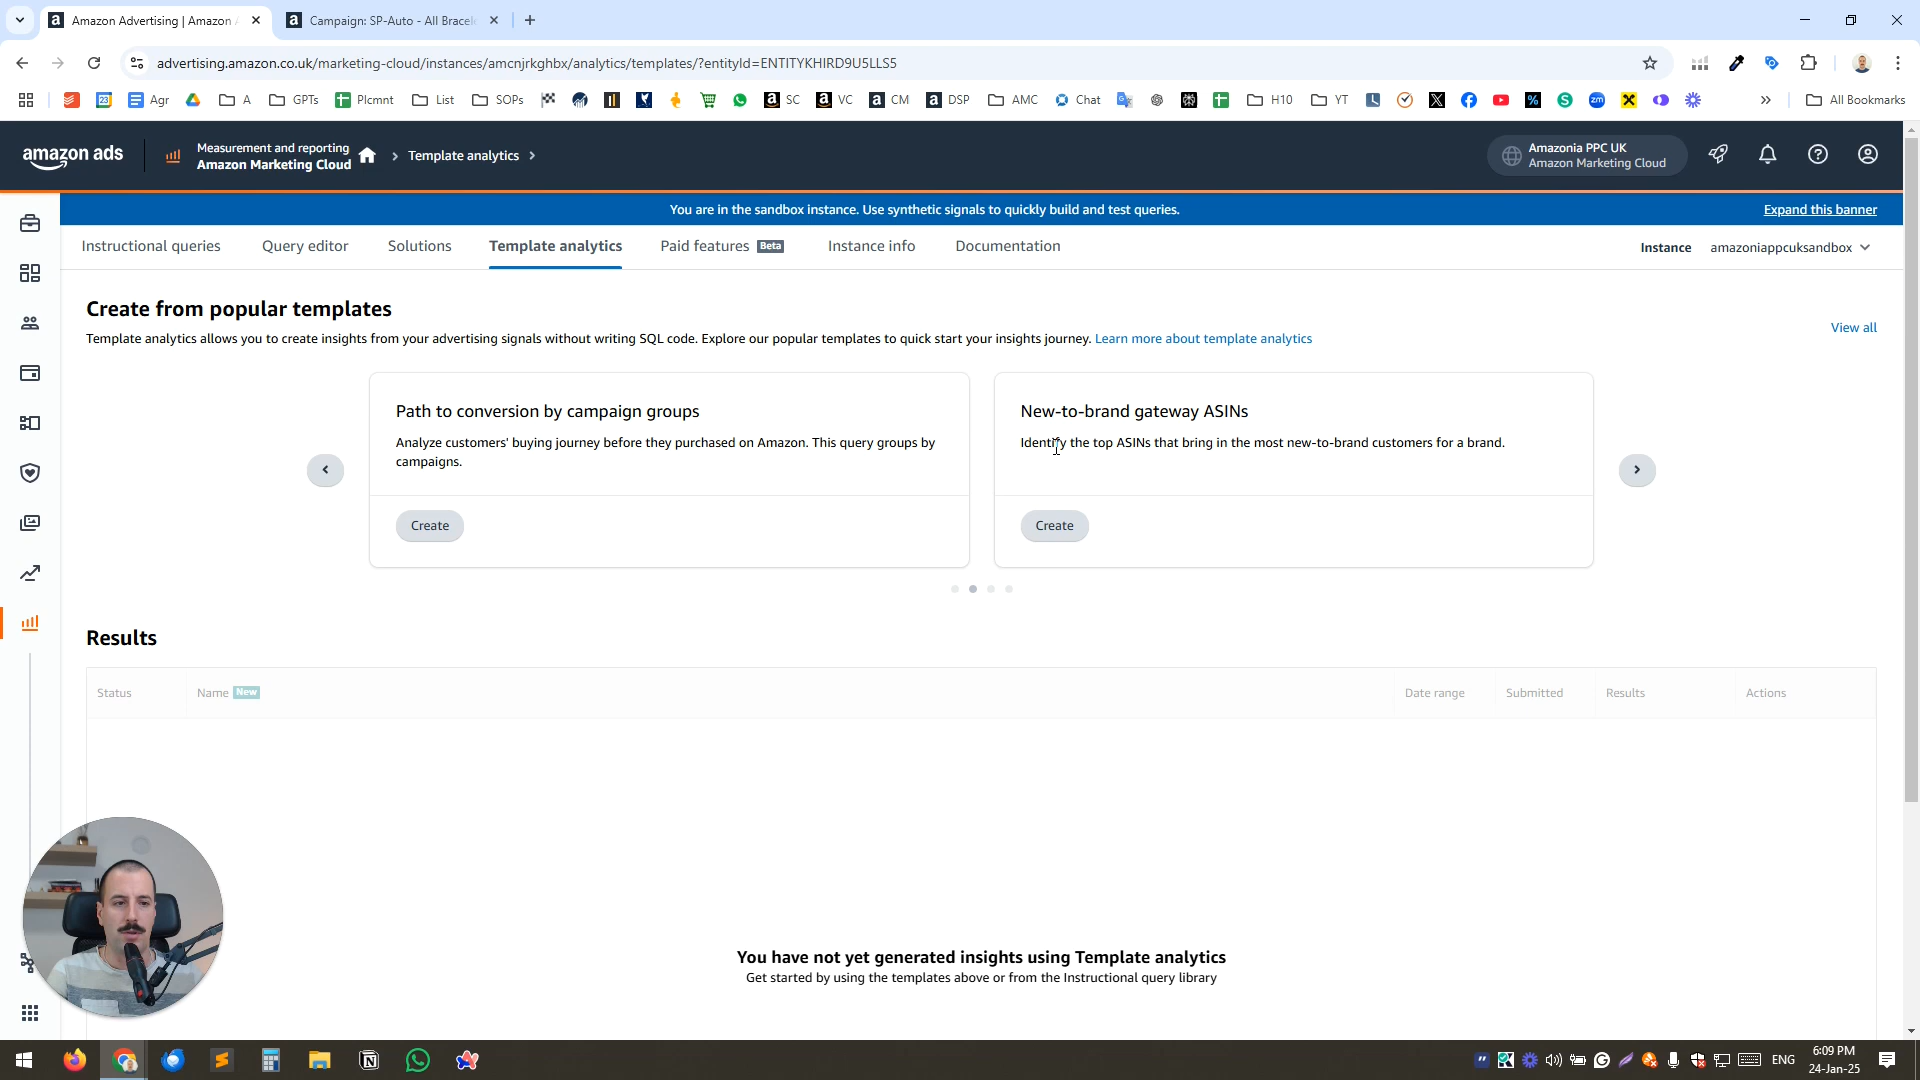 Amazon Advertising | Amazon
Campaign: SP-Auto - All Bracel
advertising.amazon.co.uk/marketing-cloud/instances/amcnjrkghbx/analytics/templates/?entityId=ENTITYKHIRD9U5LLS5
Agr
A
GPTs
Plcmnt
List
SOPs
SC
VC
CM
DSP
AMC
Chat
H10
YT
All Bookmarks
amazon ads
Measurement and reporting
Amazon Marketing Cloud
Template analytics
Amazonia PPC UK
Amazon Marketing Cloud
You are in the sandbox instance. Use synthetic signals to quickly build and test queries.
Expand this banner
Instructional queries
Query editor
Solutions
Template analytics
Paid features Beta
Instance info
Documentation
Instance amazoniappcuksandbox
Create from popular templates
Template analytics allows you to create insights from your advertising signals without writing SQL code. Explore our popular templates to quick start your insights journey. Learn more about template analytics
View all
Path to conversion by campaign groups
Analyze customers' buying journey before they purchased on Amazon. This query groups by
campaigns.
Create
New-to-brand gateway ASINs
Identify the top ASINs that bring in the most new-to-brand customers for a brand.
Create
Results
Status
Name New
Date range
Submitted
Results
Actions
You have not yet generated insights using Template analytics
Get started by using the templates above or from the Instructional query library
ENG
6:09 PM
24-Jan-25